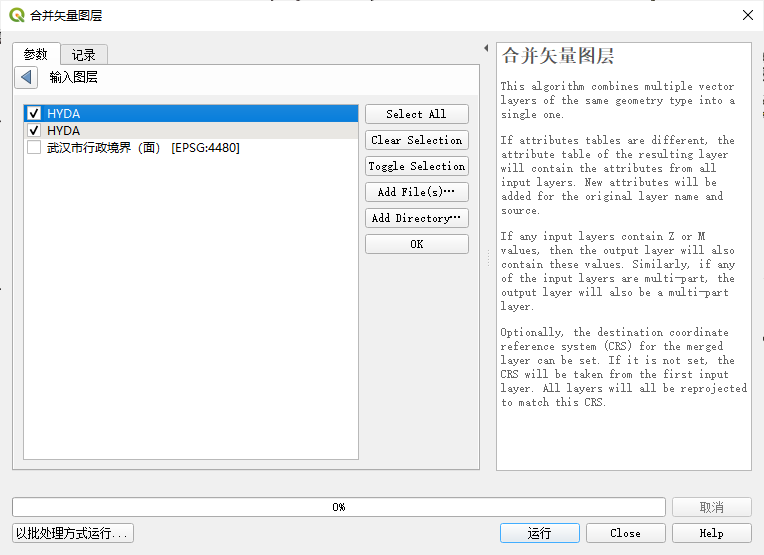 合并矢量图层
参数
记录
输入图层
HYDA
HYDA
武汉市行政境界（面） [EPSG:4480]
Select All
Clear Selection
Toggle Selection
Add File(s)…
Add Directory…
OK
合并矢量图层
This algorithm combines multiple vector
layers of the same geometry type into a
single one.
If attributes tables are different, the
attribute table of the resulting layer
will contain the attributes from all
input layers. New attributes will be
added for the original layer name and
source.
If any input layers contain Z or M
values, then the output layer will also
contain these values. Similarly, if any
of the input layers are multi-part, the
output layer will also be a multi-part
layer.
Optionally, the destination coordinate
reference system (CRS) for the merged
layer can be set. If it is not set, the
CRS will be taken from the first input
layer. All layers will all be reprojected
to match this CRS.
0%
取消
以批处理方式运行...
运行
Close
Help